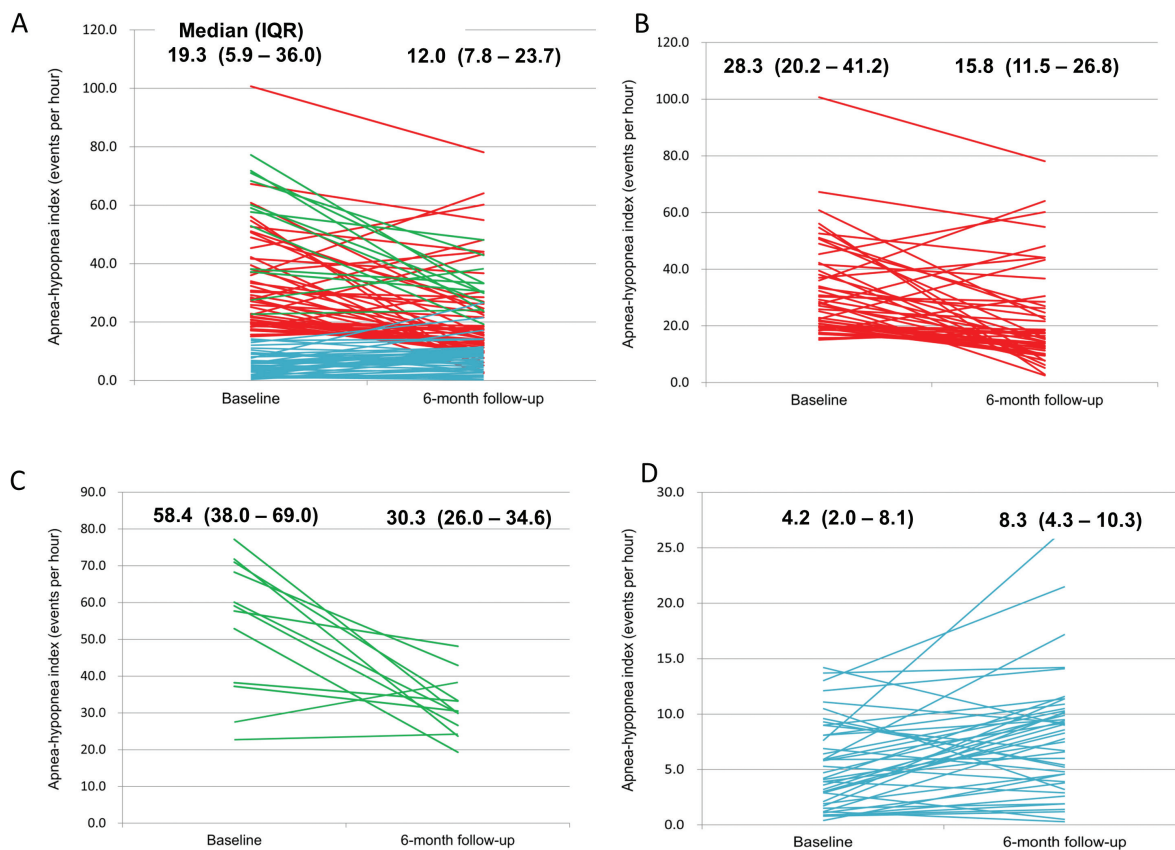 A
Median (IQR)
19.3 (5.9 – 36.0) 12.0 (7.8 – 23.7)
Apnea-hypopnea index (events per hour)
120.0
100.0
80.0
60.0
40.0
20.0
0.0
Baseline 6-month follow-up
B
28.3 (20.2 – 41.2) 15.8 (11.5 – 26.8)
Apnea-hypopnea index (events per hour)
120.0
100.0
80.0
60.0
40.0
20.0
0.0
Baseline 6-month follow-up
C
58.4 (38.0 – 69.0) 30.3 (26.0 – 34.6)
Apnea-hypopnea index (events per hour)
90.0
80.0
70.0
60.0
50.0
40.0
30.0
20.0
10.0
0.0
Baseline 6-month follow-up
D
4.2 (2.0 – 8.1) 8.3 (4.3 – 10.3)
Apnea-hypopnea index (events per hour)
30.0
25.0
20.0
15.0
10.0
5.0
0.0
Baseline 6-month follow-up